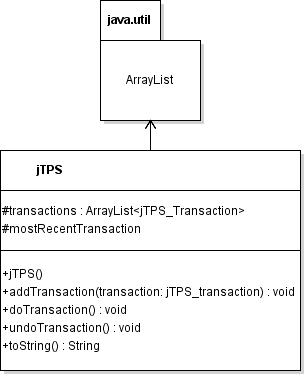 java.util
ArrayList
jTPS
#transactions : ArrayList<jTPS_Transaction>
#mostRecentTransaction
+jTPS()
+addTransaction(transaction: jTPS_transaction) : void
+doTransaction() : void
+undoTransaction() : void
+toString() : String